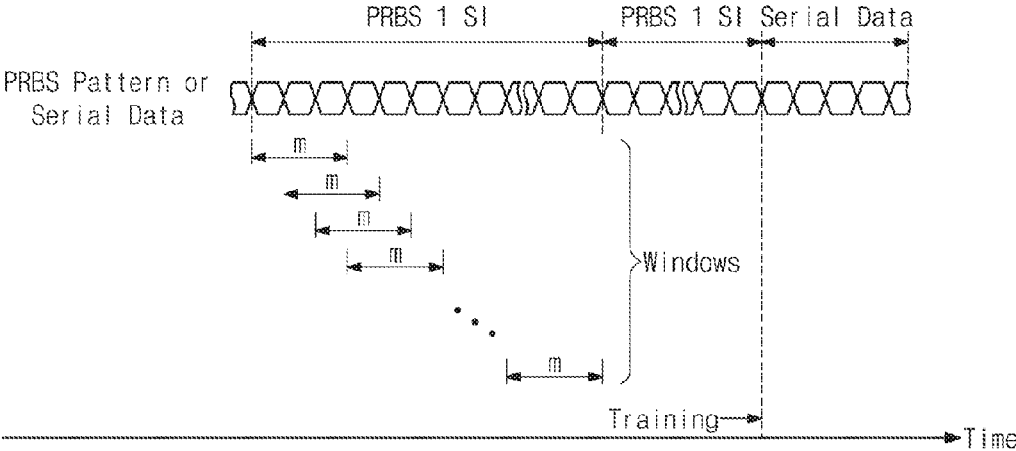 PRBS 1 SI
PRBS 1 SI
Serial Data
PRBS Pattern or
Serial Data
m
m
m
m
Windows
m
Training
Time